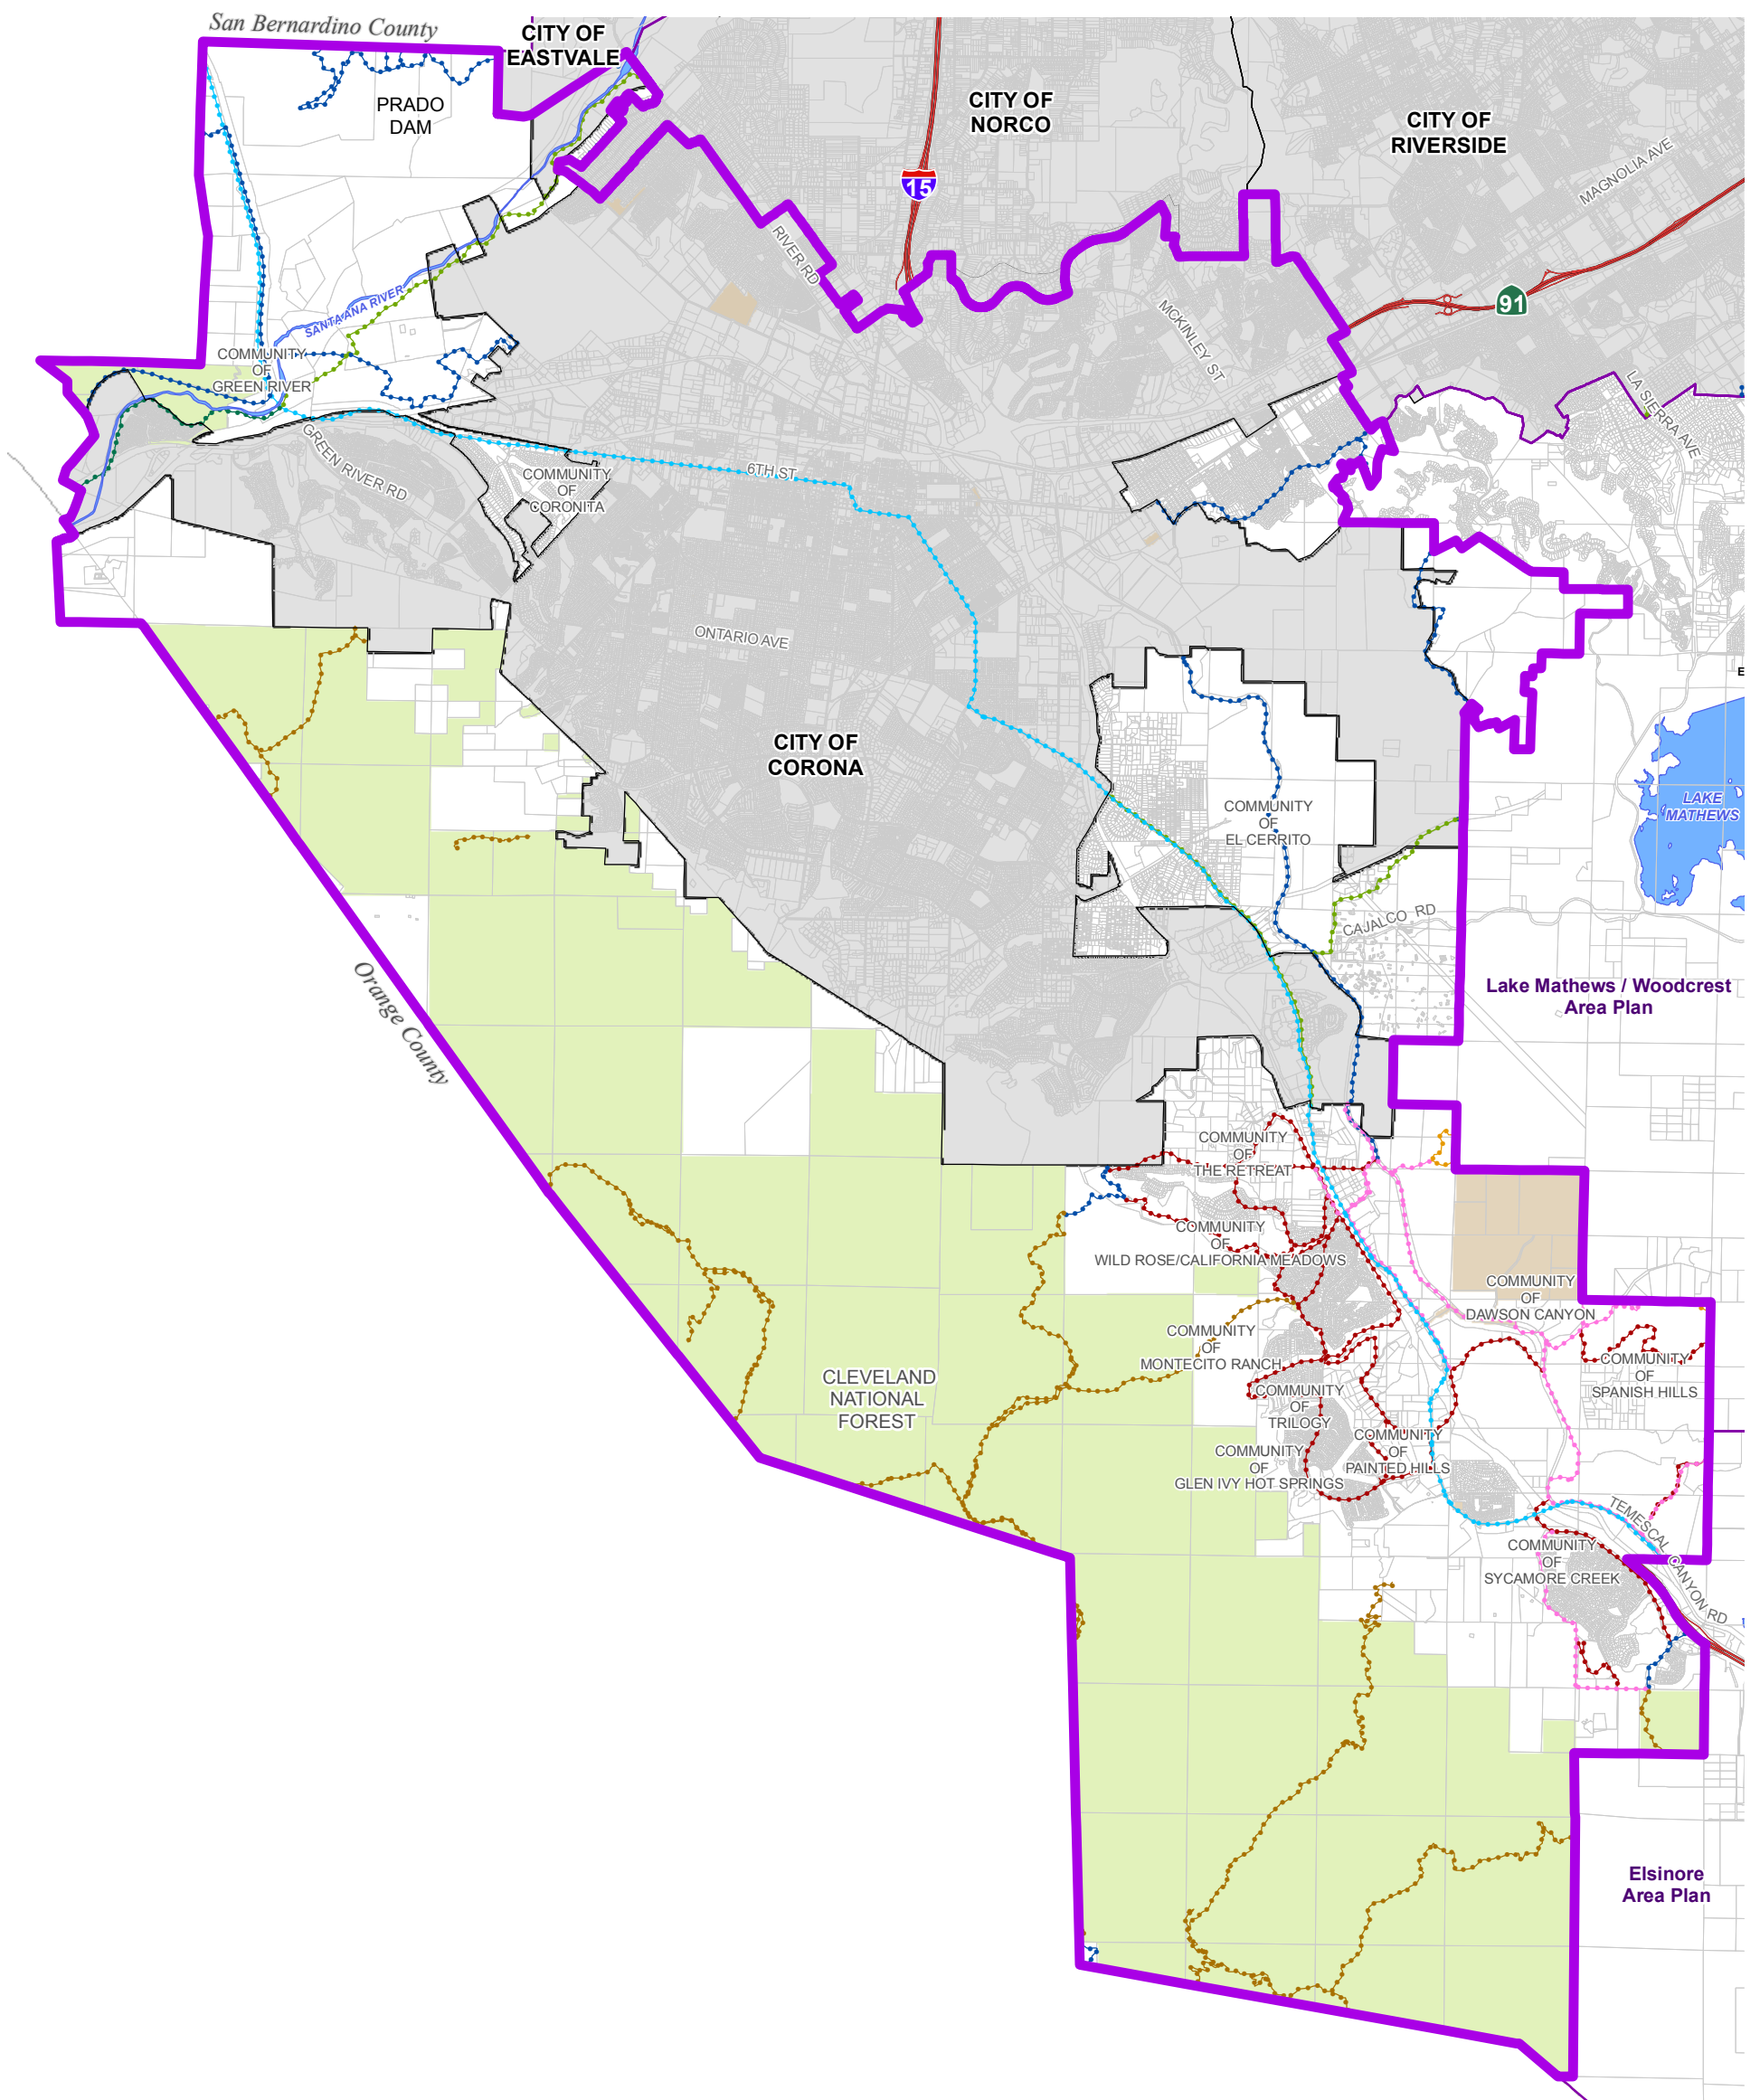 San Bernardino County
CITY OF
EASTVALE
PRADO
DAM
CITY OF
NORCO
CITY OF
RIVERSIDE
MAGNOLIA AVE
15
RIVER RD
91
MCKINLEY ST
SANTA ANA RIVER
COMMUNITY
OF
GREEN RIVER
LA SIERRA AVE
GREEN RIVER RD
COMMUNITY
OF
CORONITA
6TH ST
ONTARIO AVE
E
CITY OF
CORONA
LAKE
MATHEWS
COMMUNITY
OF
EL CERRITO
CAJALCO RD
Orange County
Lake Mathews / Woodcrest
Area Plan
COMMUNITY
OF
THE RETREAT
COMMUNITY
OF
WILD ROSE/CALIFORNIA MEADOWS
COMMUNITY
OF
DAWSON CANYON
COMMUNITY
OF
MONTECITO RANCH
COMMUNITY
OF
SPANISH HILLS
CLEVELAND
NATIONAL
FOREST
COMMUNITY
OF
TRILOGY
COMMUNITY
OF
PAINTED HILLS
COMMUNITY
OF
GLEN IVY HOT SPRINGS
TEMESCAL CANYON RD
COMMUNITY
OF
SYCAMORE CREEK
Elsinore
Area Plan